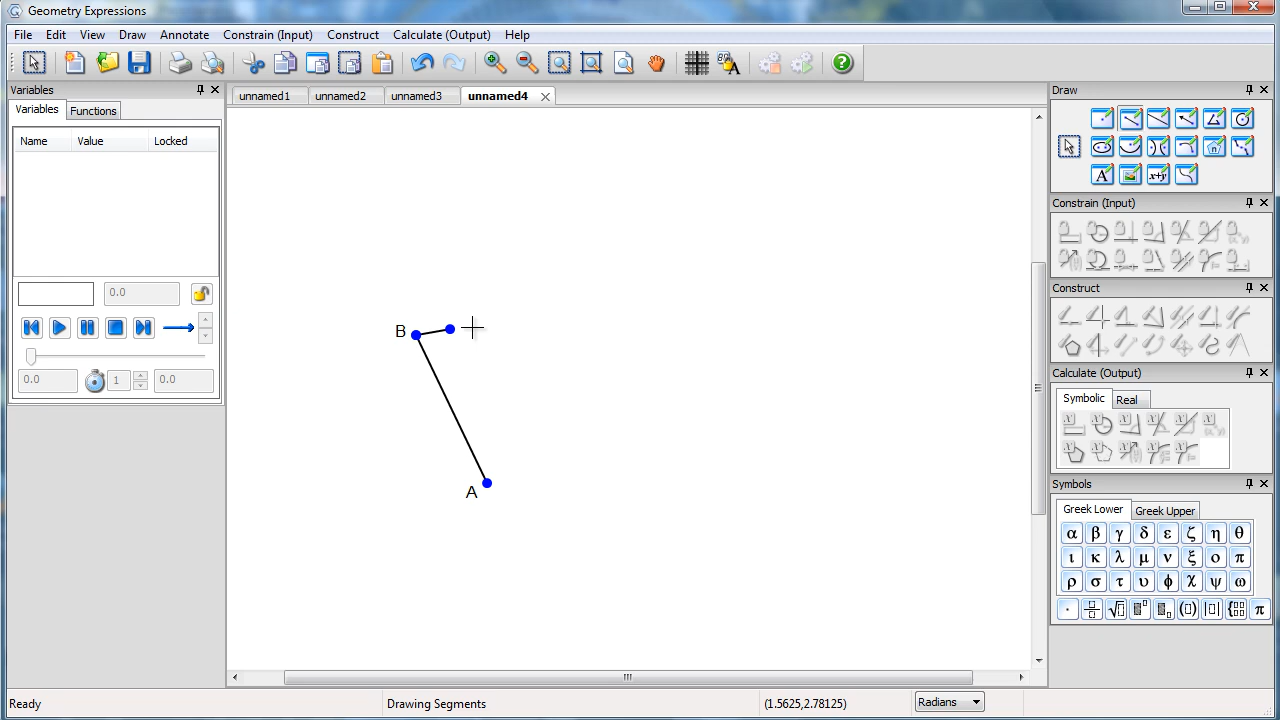 Geometry Expressions
File Edit View Draw Annotate Constrain (Input) Construct Calculate (Output) Help
Variables
Variables Functions
Name Value Locked
0.0
0.0 1 0.0
unnamed1 unnamed2 unnamed3 unnamed4
B
A
Draw
A x+y
Constrain (Input)
Construct
Calculate (Output)
Symbolic Real
Symbols
Greek Lower Greek Upper
α β γ δ ε ζ η θ
ι κ λ μ ν ξ ο π
ρ σ τ υ φ χ ψ ω
π
Ready Drawing Segments (1.5625,2.78125) Radians